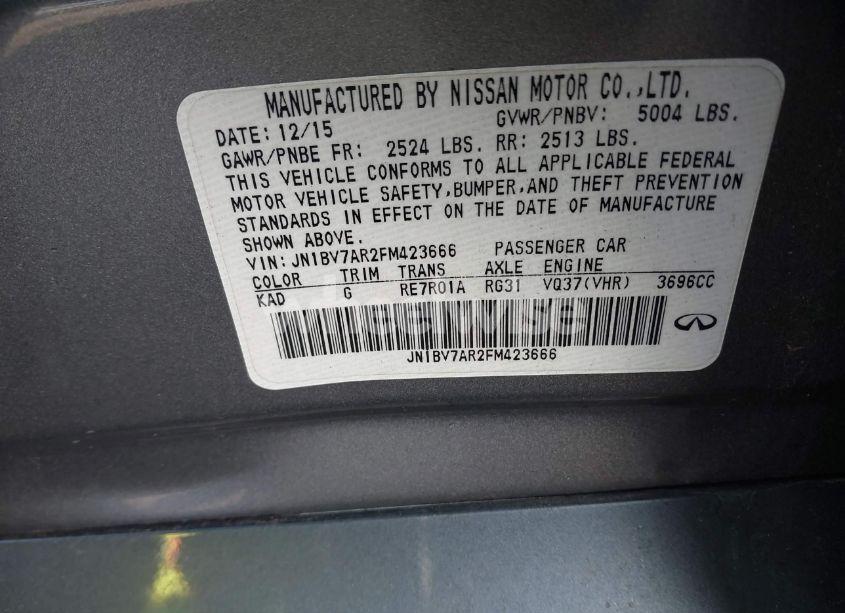 MANUFACTURED BY NISSAN MOTOR CO.,LTD.
DATE: 12/15 GVWR/PNBV: 5004 LBS.
GAWR/PNBE FR: 2524 LBS. RR: 2513 LBS.
THIS VEHICLE CONFORMS TO ALL APPLICABLE FEDERAL
MOTOR VEHICLE SAFETY,BUMPER,AND THEFT PREVENTION
STANDARDS IN EFFECT ON THE DATE OF MANUFACTURE
SHOWN ABOVE.
VIN: JN1BV7AR2FM423666 PASSENGER CAR
COLOR TRIM TRANS AXLE ENGINE
KAD G RE7R01A RG31 VQ37(VHR) 3696CC
JN1BV7AR2FM423666